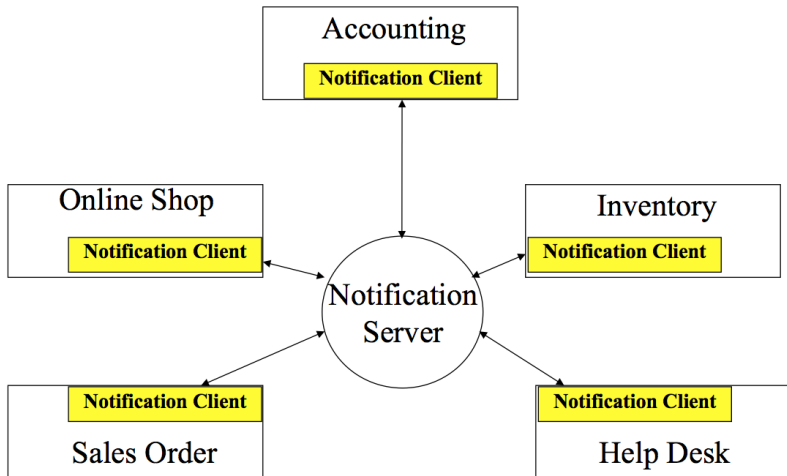 Accounting
Notification Client
Online Shop
Notification Client
Inventory
Notification Client
Notification
Server
Notification Client
Sales Order
Notification Client
Help Desk